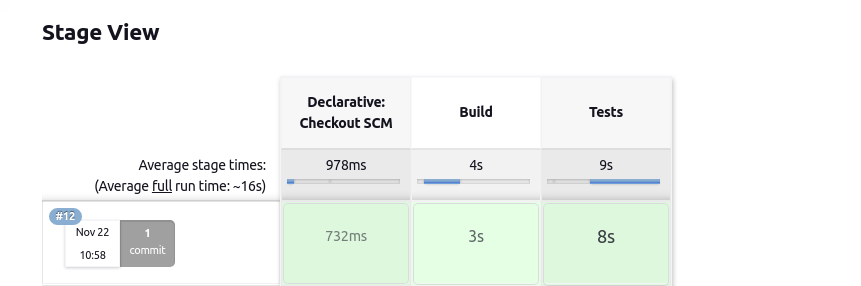 Stage View
Declarative:
Checkout SCM
Build
Tests
Average stage times:
(Average full run time: ~16s)
978ms
4s
9s
#12
Nov 22
10:58
1
commit
732ms
3s
8s